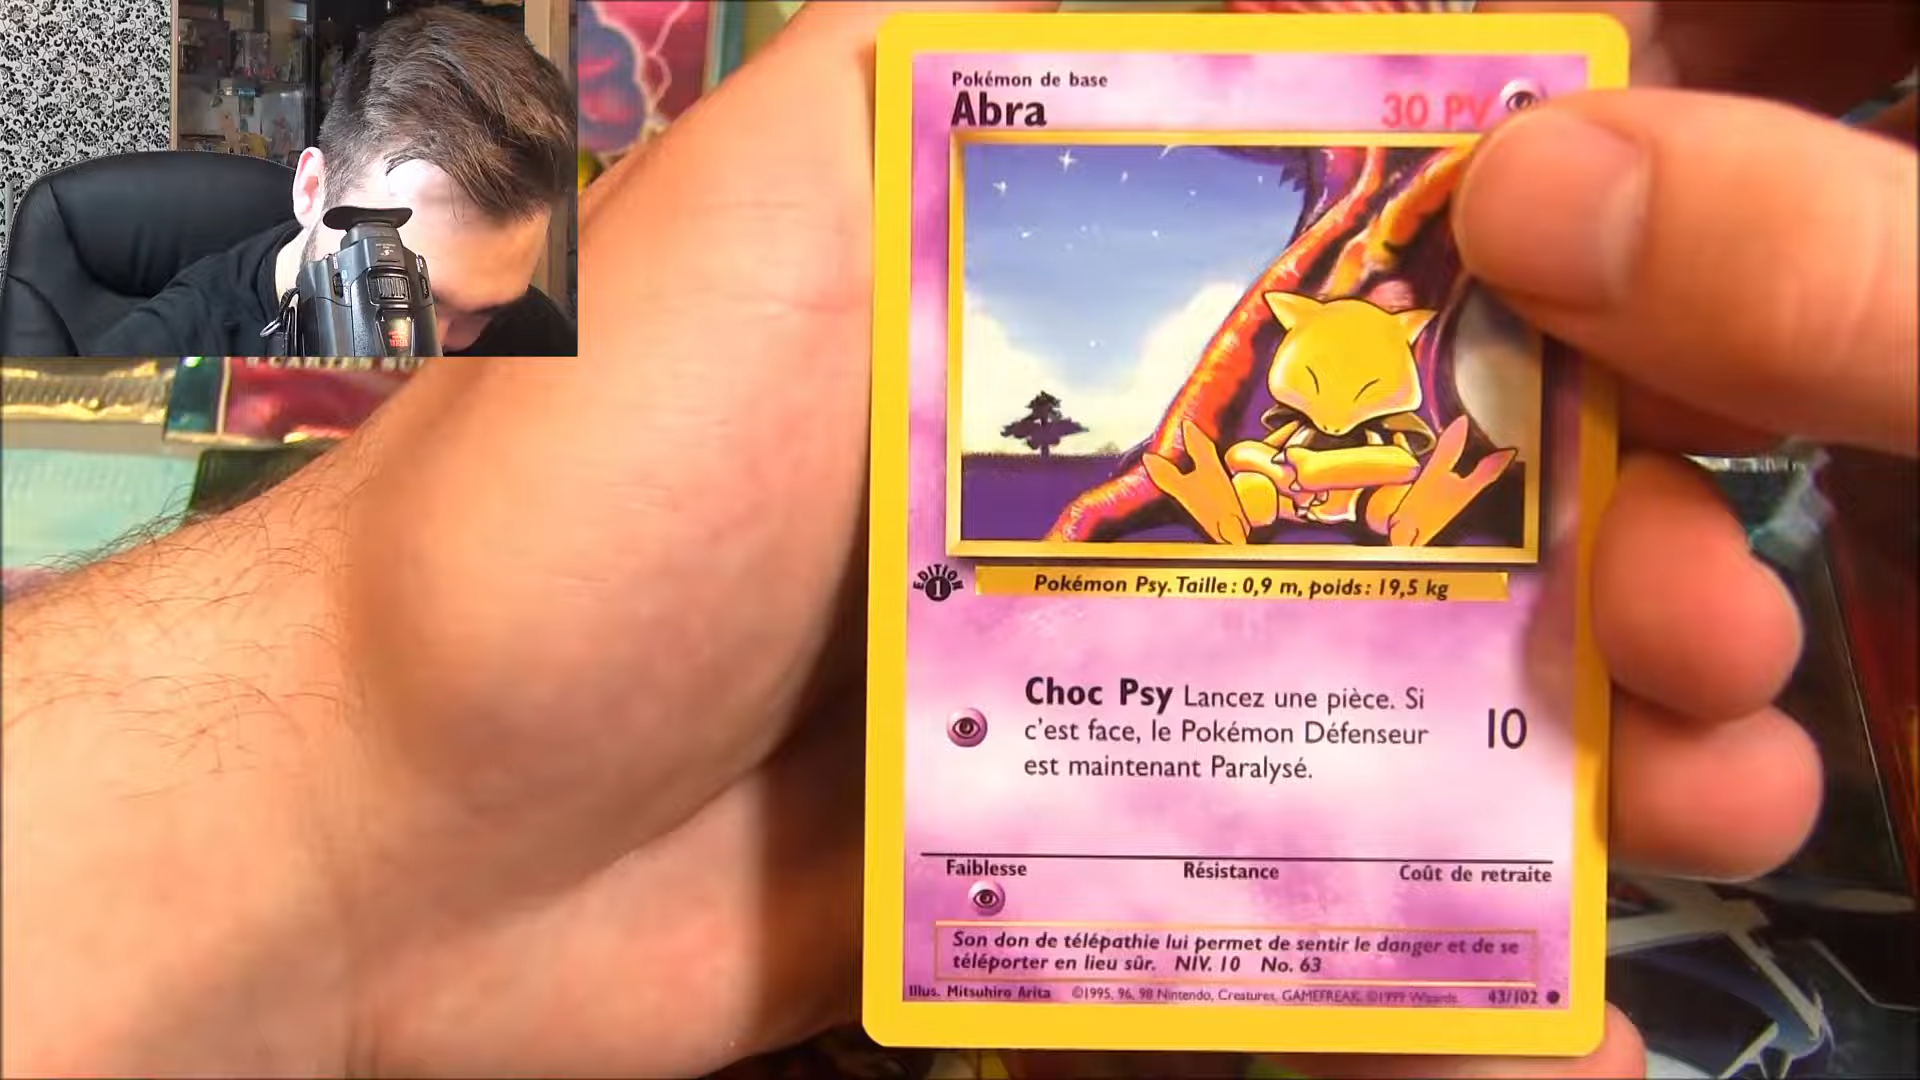 Pokémon de base
Abra
30 PV
EDITION
1
Pokémon Psy. Taille : 0,9 m, poids : 19,5 kg
Choc Psy Lancez une pièce. Si
c'est face, le Pokémon Défenseur
est maintenant Paralysé.
10
Faiblesse Résistance Coût de retraite
Son don de télépathie lui permet de sentir le danger et de se
téléporter en lieu sûr. NIV. 10 No. 63
Illus. Mitsuhiro Arita ©1995, 96, 98 Nintendo, Creatures, GAMEFREAK. ©1999 Wizards. 43/102